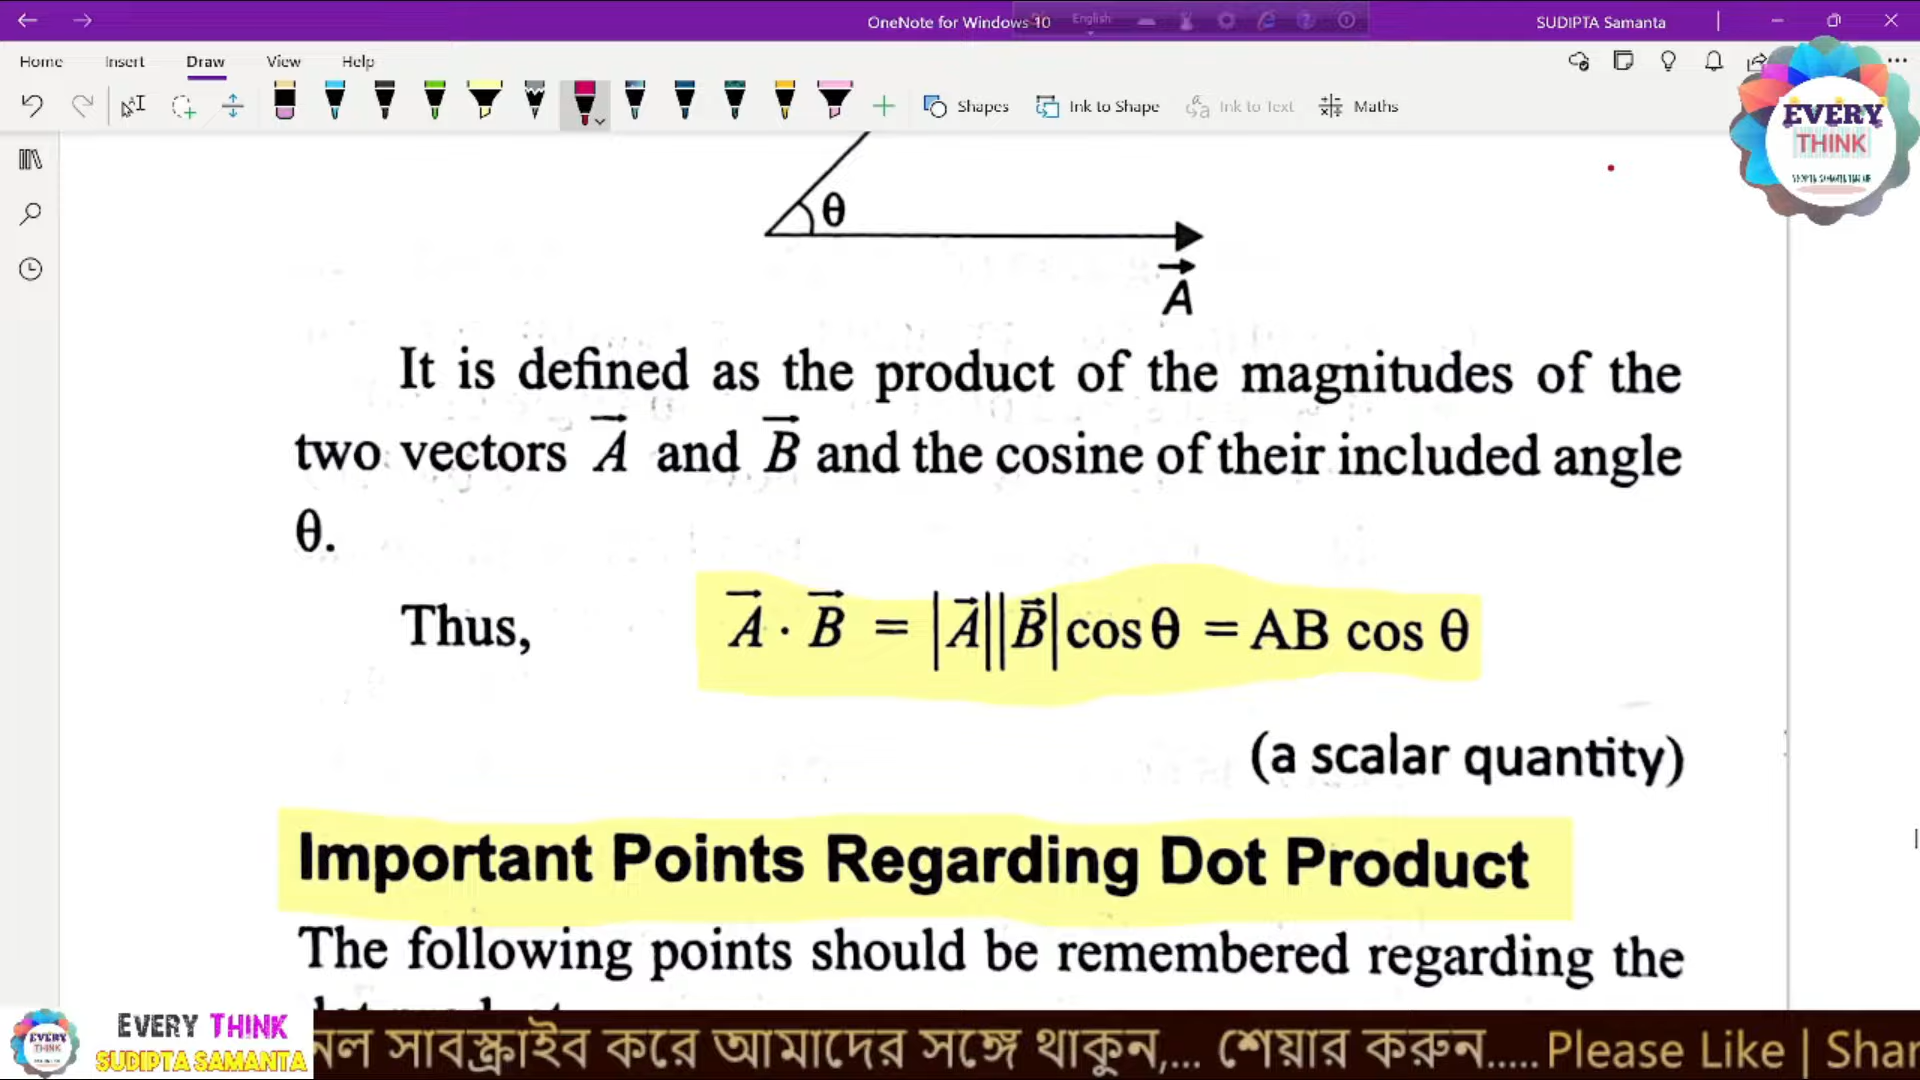 OneNote for Windows 10
English
SUDIPTA Samanta
Home Insert Draw View Help
Shapes Ink to Shape Ink to Text Maths
EVERY
THINK
θ
A
It is defined as the product of the magnitudes of the
two vectors A and B and the cosine of their included angle
θ.
Thus, A · B = |A||B| cos θ = AB cos θ
(a scalar quantity)
Important Points Regarding Dot Product
The following points should be remembered regarding the
EVERY THINK
SUDIPTA SAMANTA
সাবস্ক্রাইব করে আমাদের সঙ্গে থাকুন,... শেয়ার করুন..... Please Like | Shar